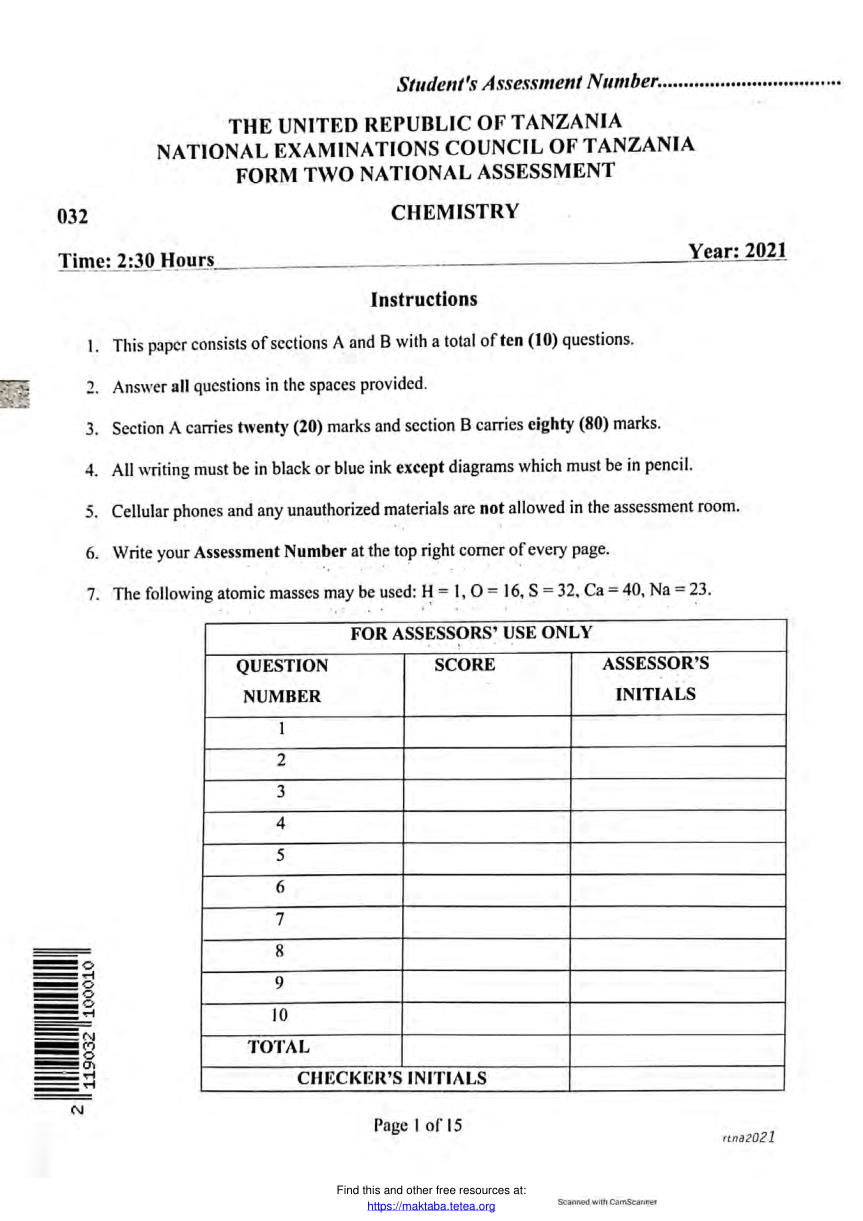 Student's Assessment Number....................................
THE UNITED REPUBLIC OF TANZANIA
NATIONAL EXAMINATIONS COUNCIL OF TANZANIA
FORM TWO NATIONAL ASSESSMENT
032 CHEMISTRY
Time: 2:30 Hours Year: 2021
Instructions
1. This paper consists of sections A and B with a total of ten (10) questions.
2. Answer all questions in the spaces provided.
3. Section A carries twenty (20) marks and section B carries eighty (80) marks.
4. All writing must be in black or blue ink except diagrams which must be in pencil.
5. Cellular phones and any unauthorized materials are not allowed in the assessment room.
6. Write your Assessment Number at the top right corner of every page.
7. The following atomic masses may be used: H = 1, O = 16, S = 32, Ca = 40, Na = 23.
FOR ASSESSORS' USE ONLY
QUESTION NUMBER SCORE ASSESSOR'S INITIALS
1
2
3
4
5
6
7
8
9
10
TOTAL
CHECKER'S INITIALS
2 119032 100010
Page 1 of 15
ftna2021
Find this and other free resources at:
https://maktaba.tetea.org
Scanned with CamScanner